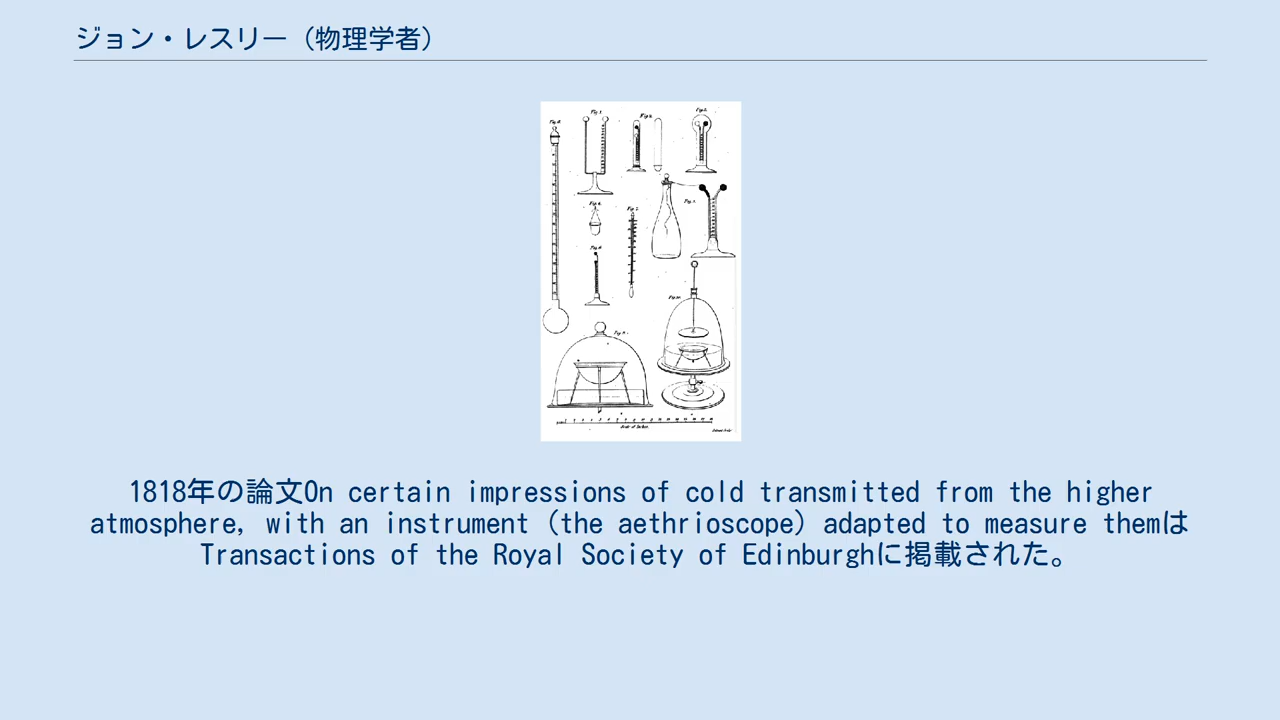 ジョン・レスリー（物理学者）
1818年の論文On certain impressions of cold transmitted from the higher
atmosphere, with an instrument (the aethrioscope) adapted to measure themは
Transactions of the Royal Society of Edinburghに掲載された。